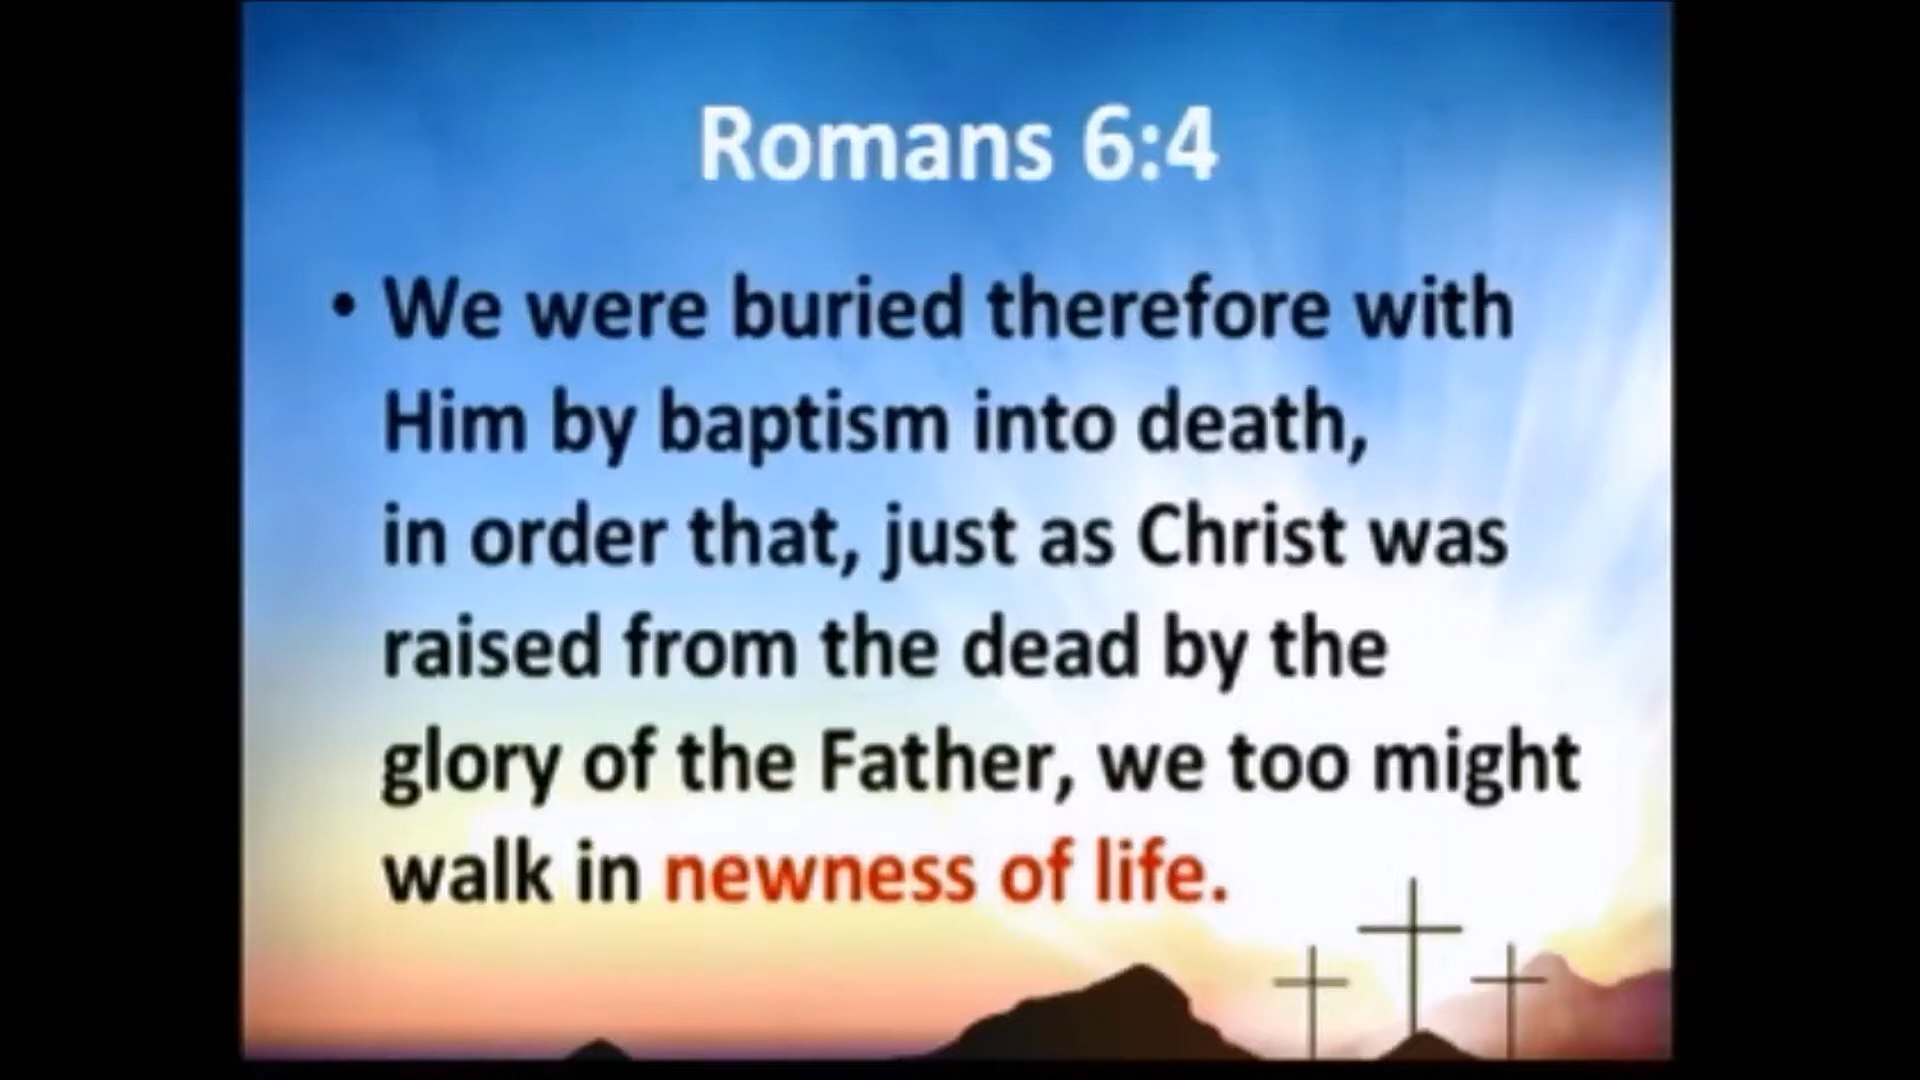 Romans 6:4
• We were buried therefore with
Him by baptism into death,
in order that, just as Christ was
raised from the dead by the
glory of the Father, we too might
walk in newness of life.